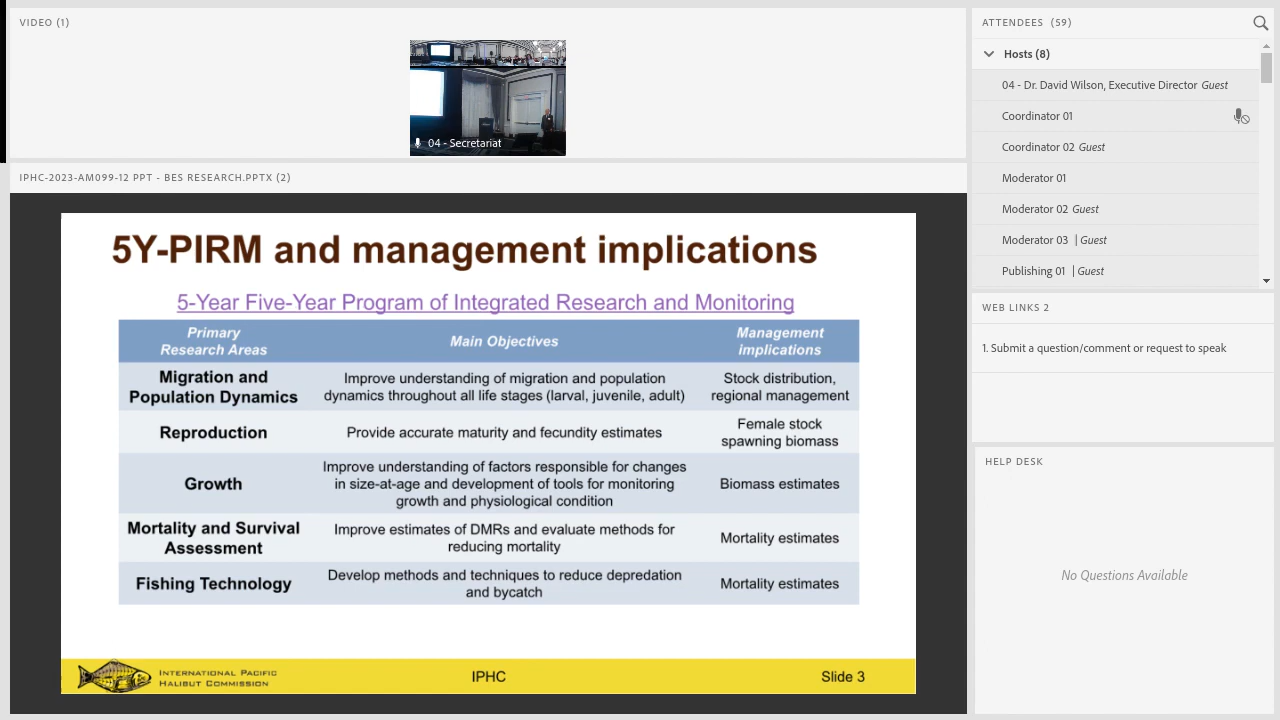 VIDEO (1)
04 - Secretariat
IPHC-2023-AM099-12 PPT - BES RESEARCH.PPTX (2)
5Y-PIRM and management implications
5-Year Five-Year Program of Integrated Research and Monitoring
Primary
Research Areas
Main Objectives
Management
implications
Migration and
Population Dynamics
Improve understanding of migration and population
dynamics throughout all life stages (larval, juvenile, adult)
Stock distribution,
regional management
Reproduction
Provide accurate maturity and fecundity estimates
Female stock
spawning biomass
Growth
Improve understanding of factors responsible for changes
in size-at-age and development of tools for monitoring
growth and physiological condition
Biomass estimates
Mortality and Survival
Assessment
Improve estimates of DMRs and evaluate methods for
reducing mortality
Mortality estimates
Fishing Technology
Develop methods and techniques to reduce depredation
and bycatch
Mortality estimates
INTERNATIONAL PACIFIC
HALIBUT COMMISSION
IPHC
Slide 3
ATTENDEES (59)
Hosts (8)
04 - Dr. David Wilson, Executive Director Guest
Coordinator 01
Coordinator 02 Guest
Moderator 01
Moderator 02 Guest
Moderator 03 | Guest
Publishing 01 | Guest
WEB LINKS 2
1. Submit a question/comment or request to speak
HELP DESK
No Questions Available